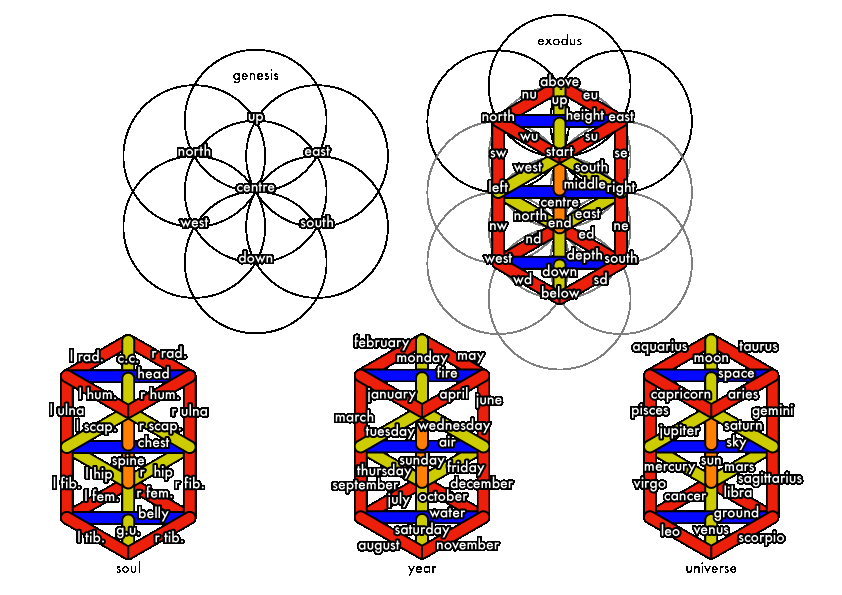 genesis
up
north
east
centre
west
south
down
exodus
above
nu
eu
up
north
height
east
wu
su
sw
start
se
west
south
left
middle
right
centre
north
east
nw
end
ne
nd
ed
west
depth
south
down
wd
sd
below
l rad.
c.c.
r rad.
head
l hum.
r hum.
l ulna
r ulna
l scap.
r scap.
chest
spine
l hip
r hip
l fib.
r fib.
l fem.
r fem.
belly
g.u.
l tib.
r tib.
soul
february
monday
may
fire
january
april
june
march
tuesday
wednesday
air
sunday
thursday
friday
september
december
july
october
water
saturday
august
november
year
aquarius
moon
taurus
space
capricorn
aries
pisces
gemini
jupiter
saturn
sky
sun
mercury
mars
virgo
sagittarius
cancer
libra
ground
leo
venus
scorpio
universe